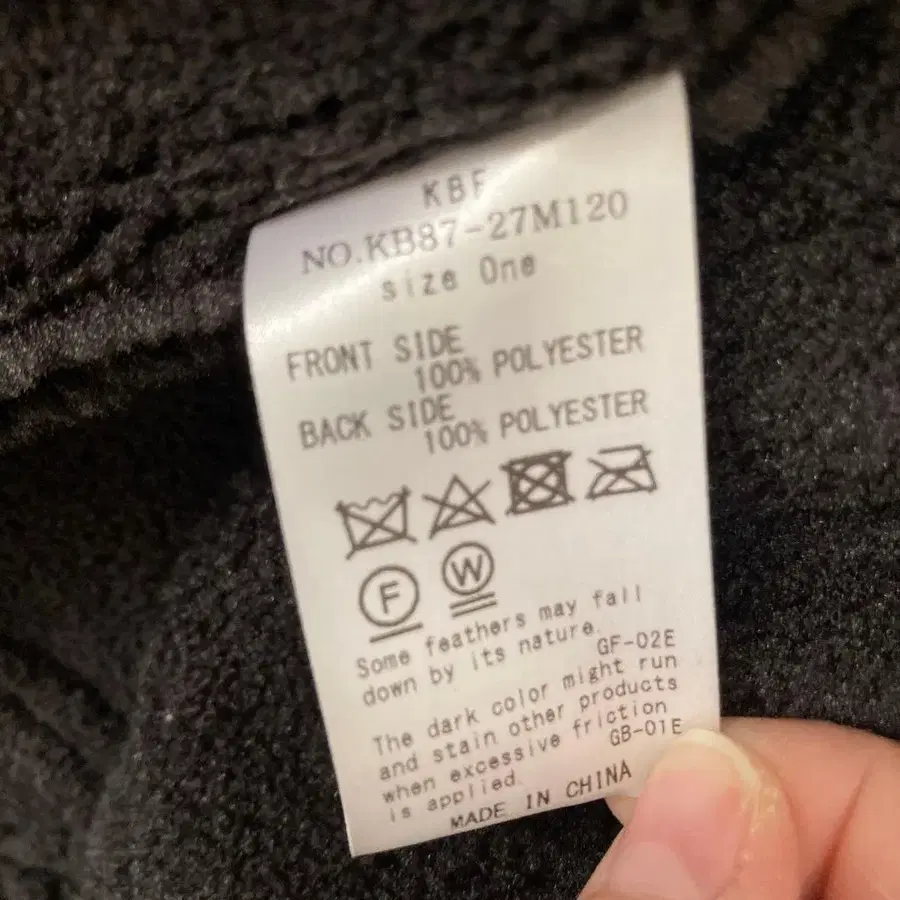 KBF
NO.KB87-27M120
size One
FRONT SIDE
100% POLYESTER
BACK SIDE
100% POLYESTER
F W
Some feathers may fall
down by its nature.
GF-02E
The dark color might run
and stain other products
when excessive friction
is applied.
GB-01E
MADE IN CHINA